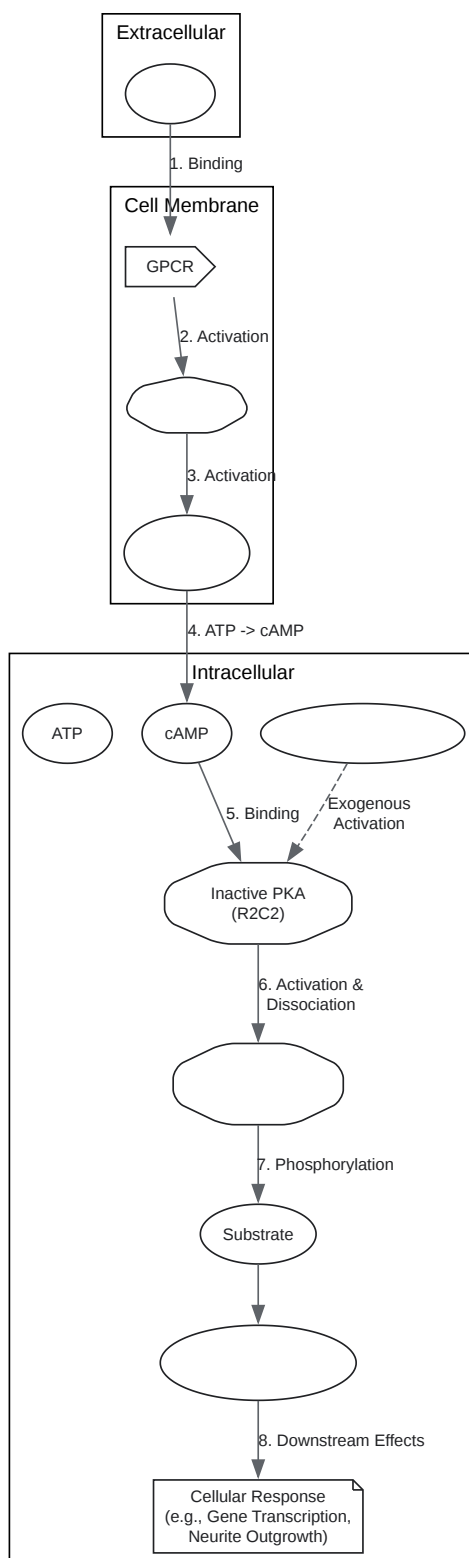 Extracellular
1. Binding
Cell Membrane
GPCR
2. Activation
3. Activation
4. ATP -> cAMP
Intracellular
ATP
cAMP
5. Binding
Exogenous
Activation
Inactive PKA
(R2C2)
6. Activation &
Dissociation
7. Phosphorylation
Substrate
8. Downstream Effects
Cellular Response
(e.g., Gene Transcription,
Neurite Outgrowth)